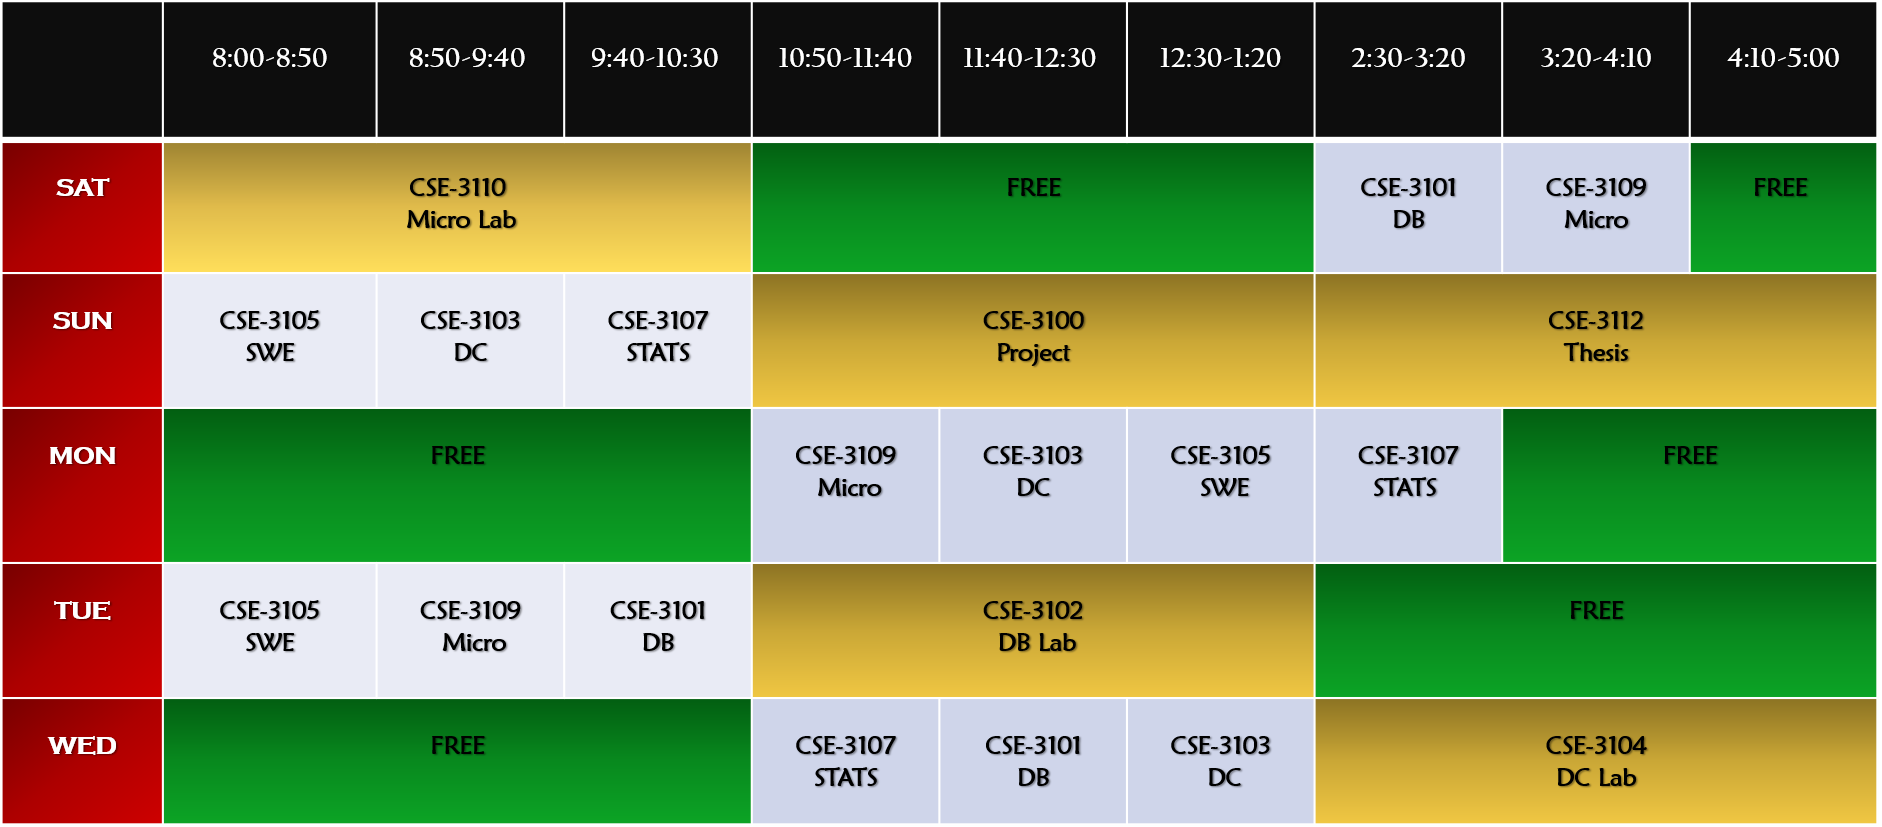 8:00-8:50
8:50-9:40
9:40-10:30
10:50-11:40
11:40-12:30
12:30-1:20
2:30-3:20
3:20-4:10
4:10-5:00
SAT
CSE-3110
Micro Lab
FREE
CSE-3101
DB
CSE-3109
Micro
FREE
SUN
CSE-3105
SWE
CSE-3103
DC
CSE-3107
STATS
CSE-3100
Project
CSE-3112
Thesis
MON
FREE
CSE-3109
Micro
CSE-3103
DC
CSE-3105
SWE
CSE-3107
STATS
FREE
TUE
CSE-3105
SWE
CSE-3109
Micro
CSE-3101
DB
CSE-3102
DB Lab
FREE
WED
FREE
CSE-3107
STATS
CSE-3101
DB
CSE-3103
DC
CSE-3104
DC Lab